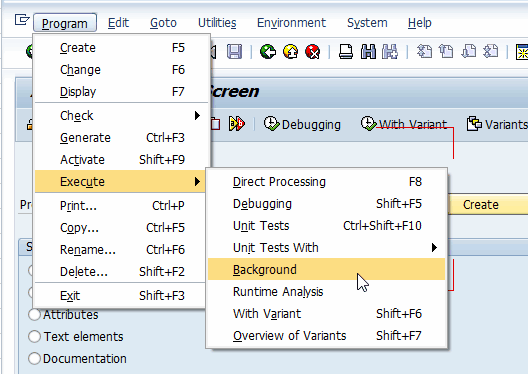 Program Edit Goto Utilities Environment System Help
Create F5
Change F6
Display F7
Screen
Check
Debugging With Variant Variants
Generate Ctrl+F3
Activate Shift+F9
Execute
Direct Processing F8
Print... Ctrl+P
Debugging Shift+F5
Create
Copy... Ctrl+F5
Unit Tests Ctrl+Shift+F10
Rename... Ctrl+F6
Unit Tests With
Delete... Shift+F2
Background
Exit Shift+F3
Runtime Analysis
Attributes
With Variant Shift+F6
Text elements
Overview of Variants Shift+F7
Documentation